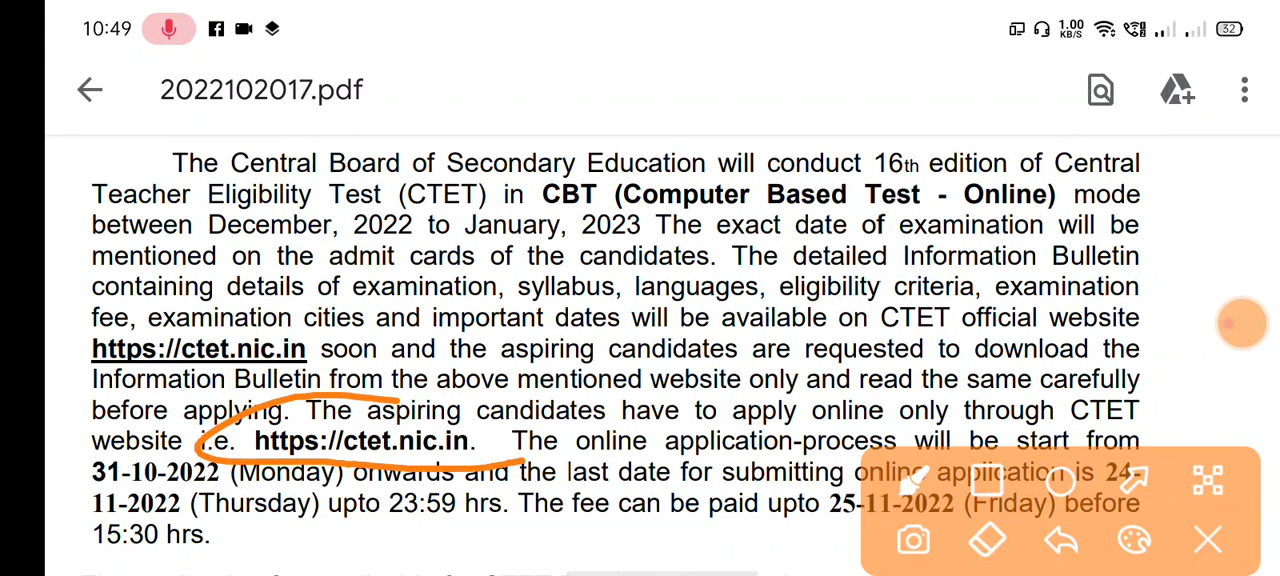 10:49 1.00 KB/S 32
2022102017.pdf
The Central Board of Secondary Education will conduct 16th edition of Central
Teacher Eligibility Test (CTET) in CBT (Computer Based Test - Online) mode
between December, 2022 to January, 2023 The exact date of examination will be
mentioned on the admit cards of the candidates. The detailed Information Bulletin
containing details of examination, syllabus, languages, eligibility criteria, examination
fee, examination cities and important dates will be available on CTET official website
https://ctet.nic.in soon and the aspiring candidates are requested to download the
Information Bulletin from the above mentioned website only and read the same carefully
before applying. The aspiring candidates have to apply online only through CTET
website i.e. https://ctet.nic.in. The online application-process will be start from
31-10-2022 (Monday) onwards and the last date for submitting online application is 24-
11-2022 (Thursday) upto 23:59 hrs. The fee can be paid upto 25-11-2022 (Friday) before
15:30 hrs.